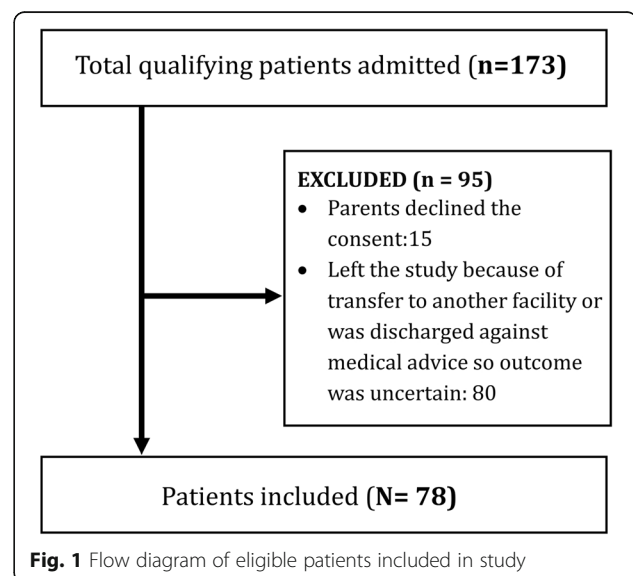 Total qualifying patients admitted (n=173)
EXCLUDED (n = 95)
• Parents declined the
consent:15
• Left the study because of
transfer to another facility or
was discharged against
medical advice so outcome
was uncertain: 80
Patients included (N= 78)
Fig. 1 Flow diagram of eligible patients included in study